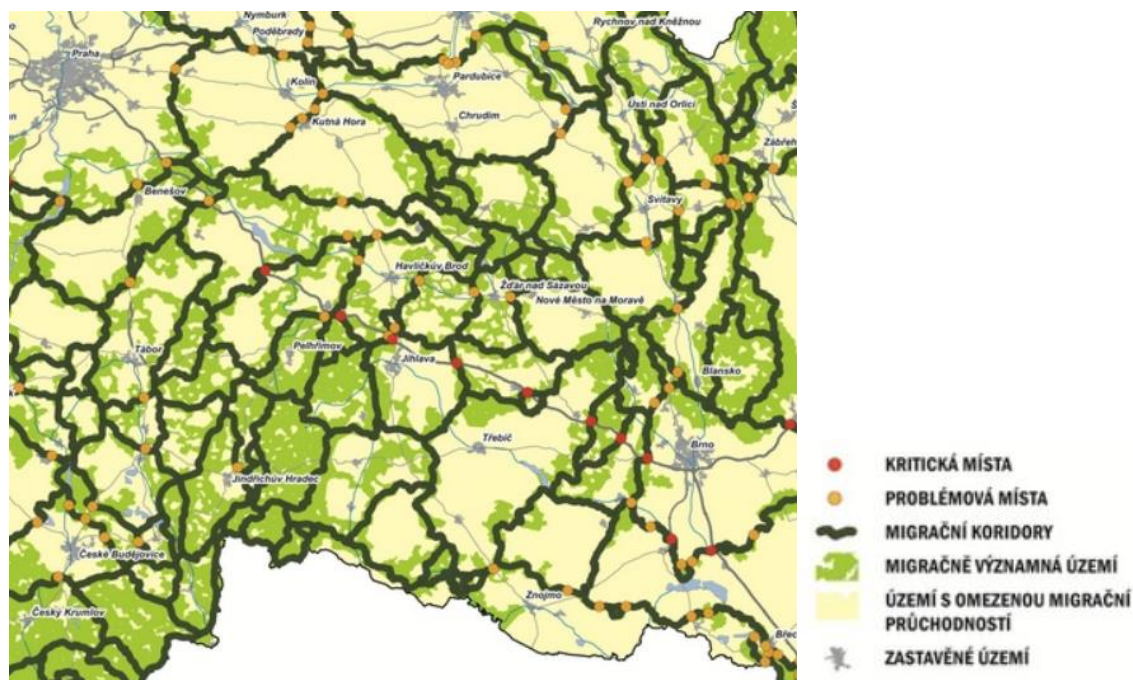 Nymburk
Rychnov nad Kněžnou
Poděbrady
Praha
Kolín
Pardubice
Ústí nad Orlicí
Kutná Hora
Chrudim
Zábřeh
Benešov
Svitavy
Havlíčkův Brod
Žďár nad Sázavou
Nové Město na Moravě
Pelhřimov
Tábor
Jihlava
Blansko
Třebíč
Brno
Jindřichův Hradec
České Budějovice
Znojmo
Český Krumlov
Břec
KRITICKÁ MÍSTA
PROBLÉMOVÁ MÍSTA
MIGRAČNÍ KORIDORY
MIGRAČNĚ VÝZNAMNÁ ÚZEMÍ
ÚZEMÍ S OMEZENOU MIGRAČNÍ
PRŮCHODNOSTÍ
ZASTAVĚNÉ ÚZEMÍ